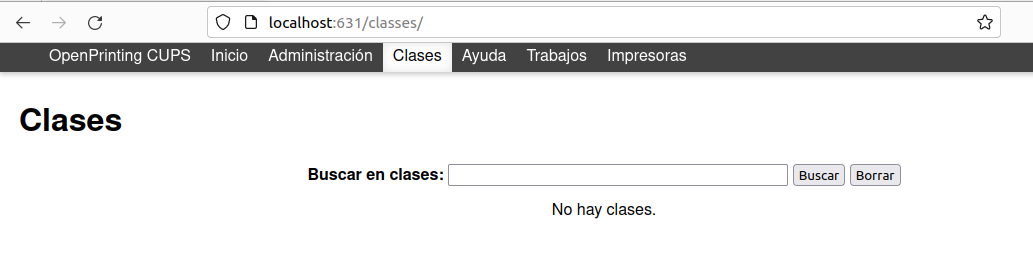 localhost:631/classes/
OpenPrinting CUPS Inicio Administración Clases Ayuda Trabajos Impresoras
Clases
Buscar en clases: Buscar Borrar
No hay clases.